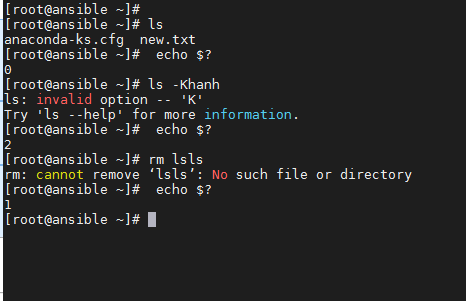 [root@ansible ~]#
[root@ansible ~]# ls
anaconda-ks.cfg  new.txt
[root@ansible ~]#  echo $?
0
[root@ansible ~]# ls -Khanh
ls: invalid option -- 'K'
Try 'ls --help' for more information.
[root@ansible ~]#  echo $?
2
[root@ansible ~]# rm lsls
rm: cannot remove ‘lsls’: No such file or directory
[root@ansible ~]#  echo $?
1
[root@ansible ~]#